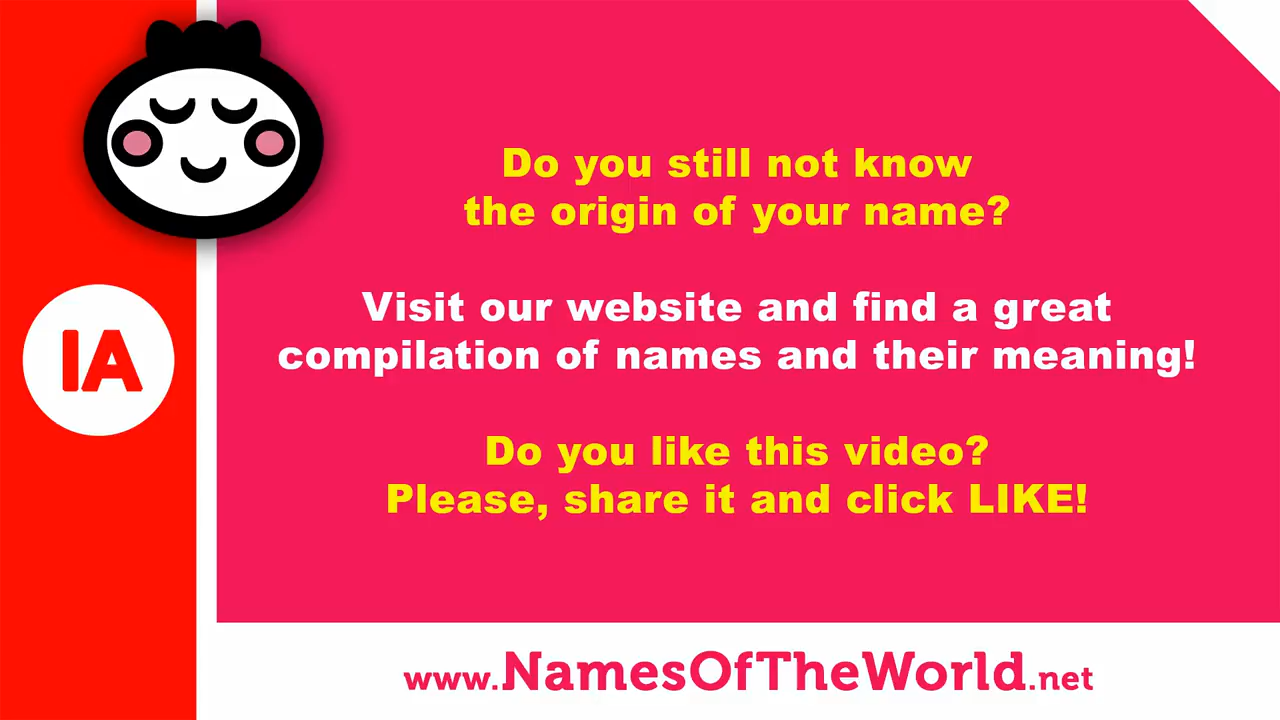 IA
Do you still not know
the origin of your name?
Visit our website and find a great
compilation of names and their meaning!
Do you like this video?
Please, share it and click LIKE!
www.NamesOfTheWorld.net